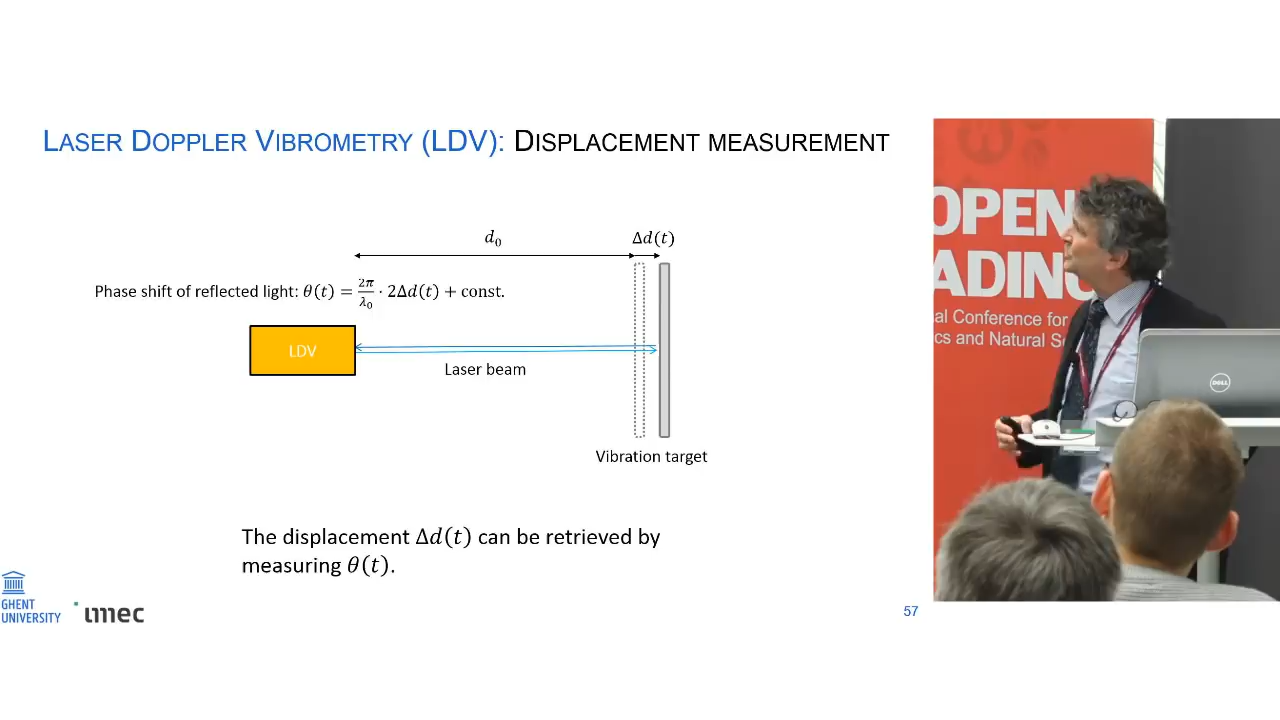 LASER DOPPLER VIBROMETRY (LDV): DISPLACEMENT MEASUREMENT
d₀
Δd(t)
Phase shift of reflected light: θ(t) = 2π/λ₀ · 2Δd(t) + const.
LDV
Laser beam
Vibration target
The displacement Δd(t) can be retrieved by
measuring θ(t).
GHENT
UNIVERSITY
imec
57
OPEN
ADING
al Conference for
cs and Natural
DELL